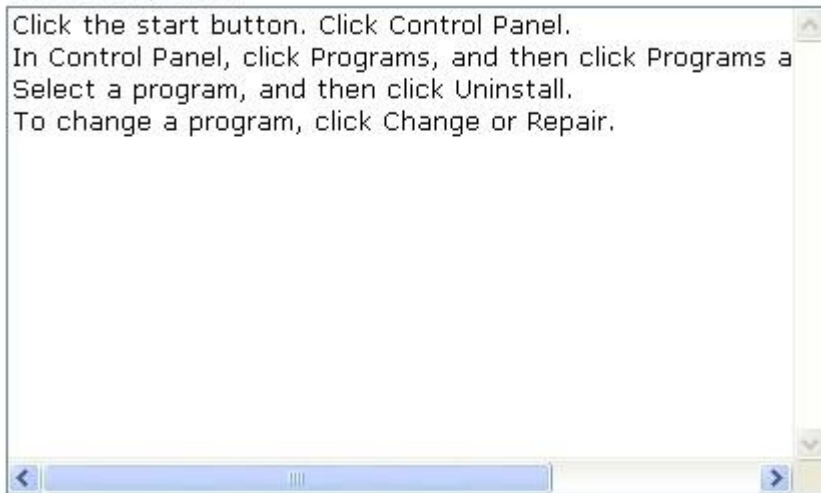 Click the start button. Click Control Panel.
In Control Panel, click Programs, and then click Programs a
Select a program, and then click Uninstall.
To change a program, click Change or Repair.